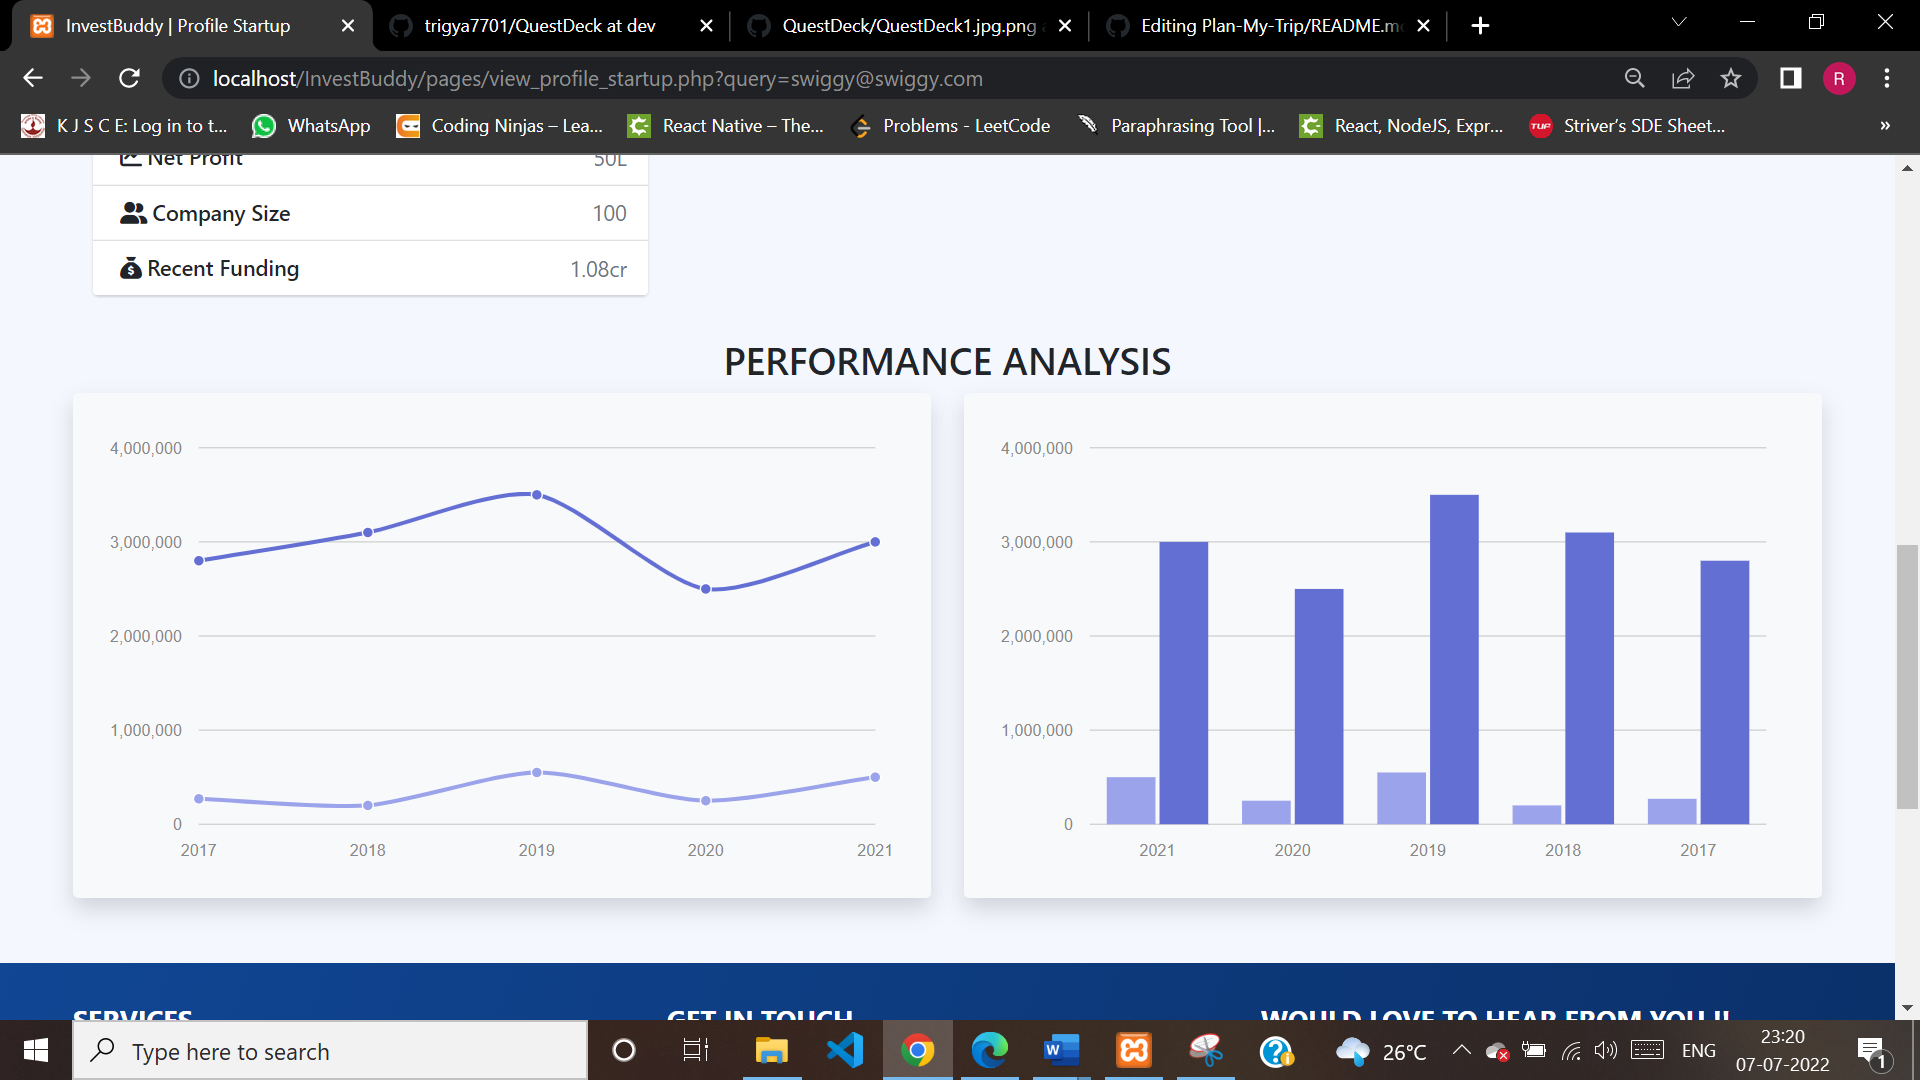 InvestBuddy | Profile Startup
trigya7701/QuestDeck at dev
QuestDeck/QuestDeck1.jpg.png
Editing Plan-My-Trip/README.m
localhost/InvestBuddy/pages/view_profile_startup.php?query=swiggy@swiggy.com
R
K J S C E: Log in to t...
WhatsApp
Coding Ninjas – Lea...
React Native – The...
Problems - LeetCode
Paraphrasing Tool |...
React, NodeJS, Expr...
TUF
Striver's SDE Sheet...
»
Net Profit 50L
Company Size 100
Recent Funding 1.08cr
PERFORMANCE ANALYSIS
4,000,000
3,000,000
2,000,000
1,000,000
0
2017 2018 2019 2020 2021
4,000,000
3,000,000
2,000,000
1,000,000
0
2021 2020 2019 2018 2017
SERVICES
GET IN TOUCH
WOULD LOVE TO HEAR FROM YOU !!
Type here to search
26°C
ENG
23:20
07-07-2022
1